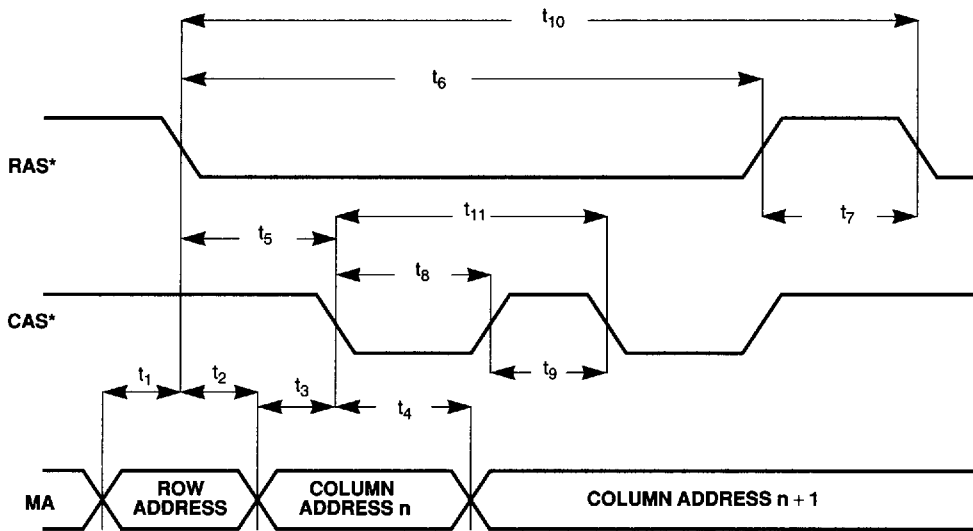 t10
t6
RAS*
t11
t7
t5
t8
CAS*
t9
t1
t2
t3
t4
MA
ROW
ADDRESS
COLUMN
ADDRESS n
COLUMN ADDRESS n + 1